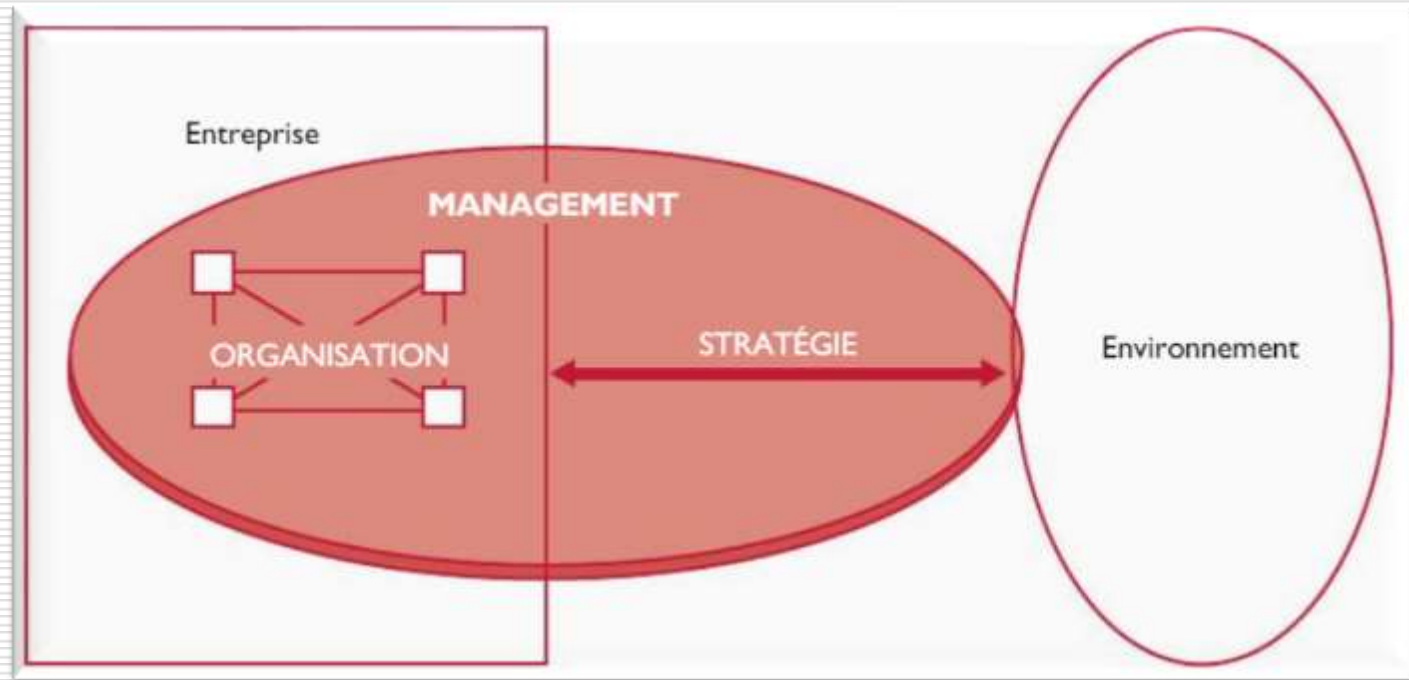 Entreprise
MANAGEMENT
ORGANISATION
STRATÉGIE
Environnement